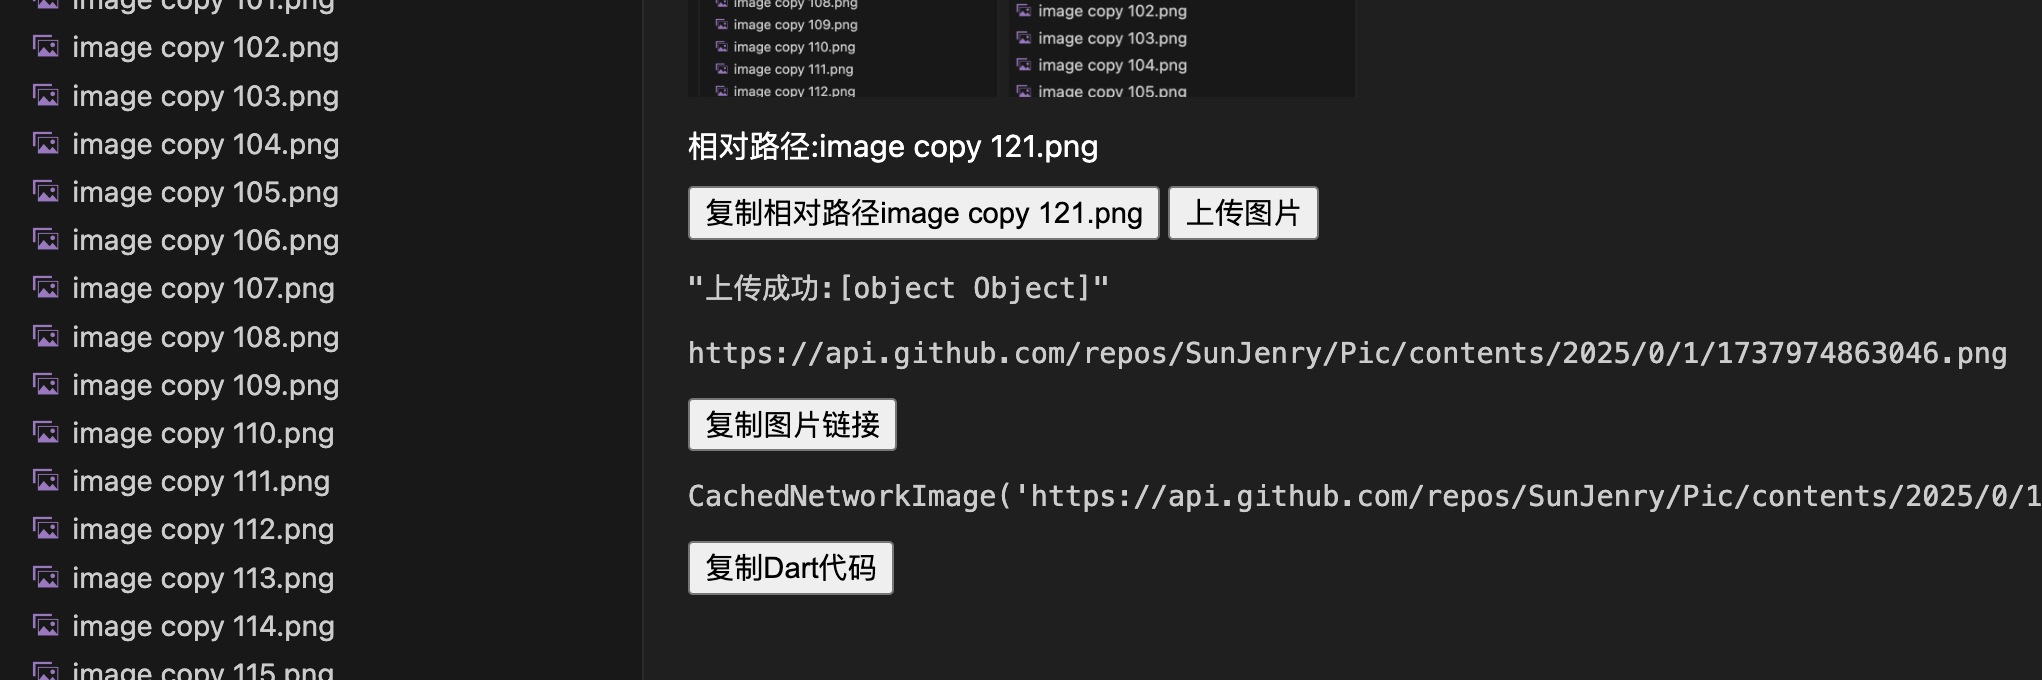 image copy 101.png
image copy 102.png
image copy 103.png
image copy 104.png
image copy 105.png
image copy 106.png
image copy 107.png
image copy 108.png
image copy 109.png
image copy 110.png
image copy 111.png
image copy 112.png
image copy 113.png
image copy 114.png
image copy 115.png
image copy 108.png
image copy 109.png
image copy 110.png
image copy 111.png
image copy 112.png
image copy 102.png
image copy 103.png
image copy 104.png
image copy 105.png
相对路径:image copy 121.png
复制相对路径image copy 121.png 上传图片
"上传成功:[object Object]"
https://api.github.com/repos/SunJenry/Pic/contents/2025/0/1/1737974863046.png
复制图片链接
CachedNetworkImage('https://api.github.com/repos/SunJenry/Pic/contents/2025/0/1
复制Dart代码